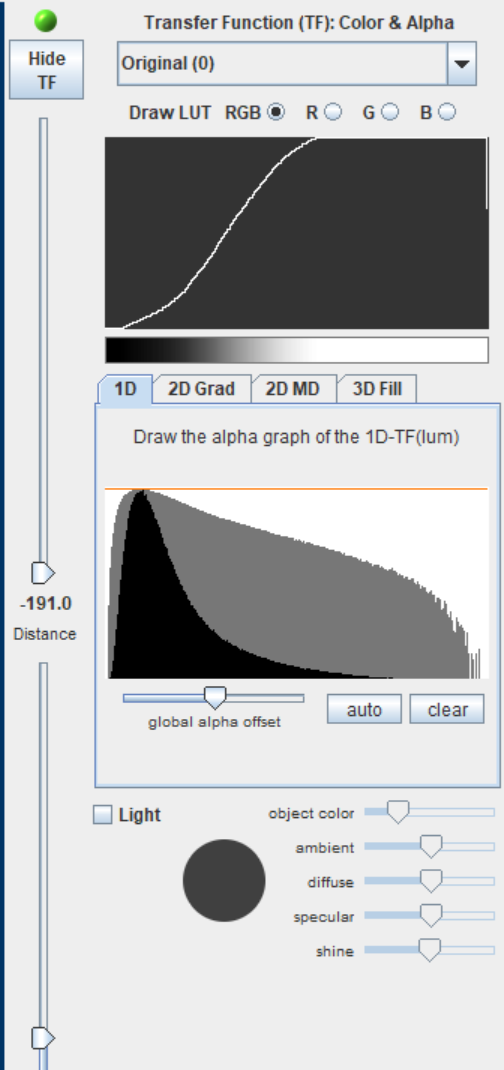 Transfer Function (TF): Color & Alpha
Hide
TF
Original (0)
Draw LUT RGB R G B
1D 2D Grad 2D MD 3D Fill
Draw the alpha graph of the 1D-TF(lum)
-191.0
Distance
global alpha offset
auto
clear
Light
object color
ambient
diffuse
specular
shine